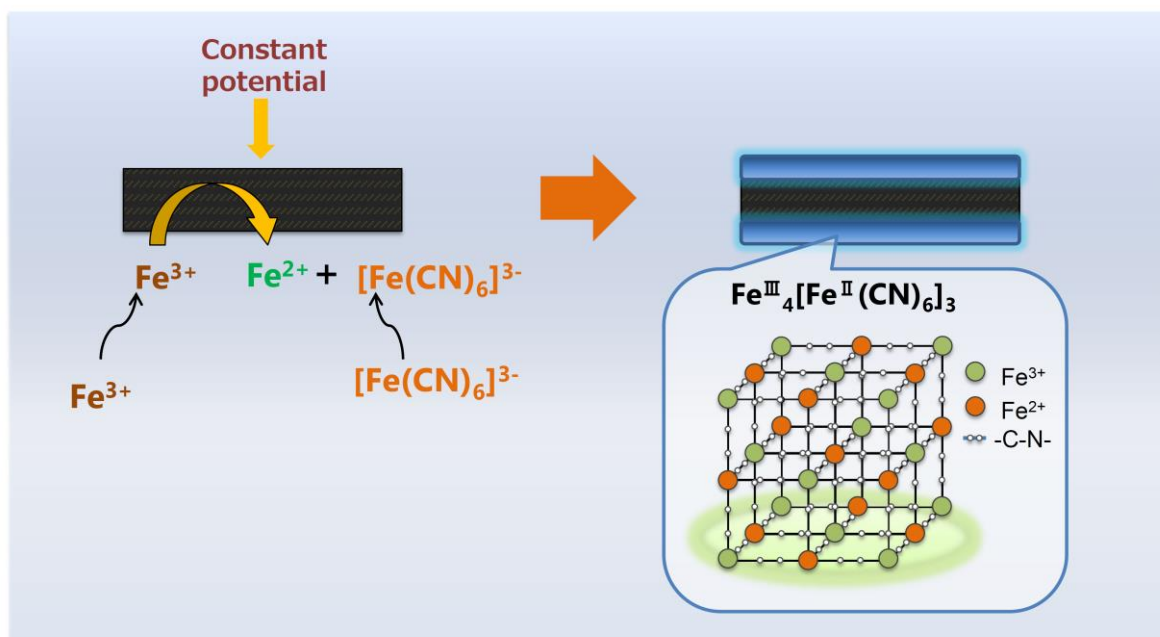 Constant
potential
Fe³⁺ Fe²⁺ + [Fe(CN)₆]³⁻
Fe³⁺ [Fe(CN)₆]³⁻
Feᴵᴵᴵ₄[Feᴵᴵ(CN)₆]₃
Fe³⁺
Fe²⁺
-C-N-